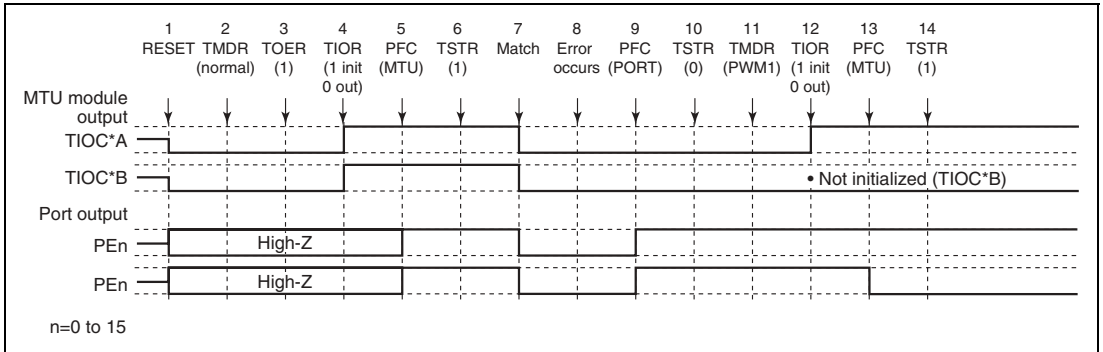 1 2 3 4 5 6 7 8 9 10 11 12 13 14
RESET TMDR TOER TIOR PFC TSTR Match Error PFC TSTR TMDR TIOR PFC TSTR
(normal) (1) (1 init (MTU) (1) occurs (PORT) (0) (PWM1) (1 init (MTU) (1)
0 out) 0 out)
MTU module
output
TIOC*A
TIOC*B
• Not initialized (TIOC*B)
Port output
PEn High-Z
PEn High-Z
n=0 to 15